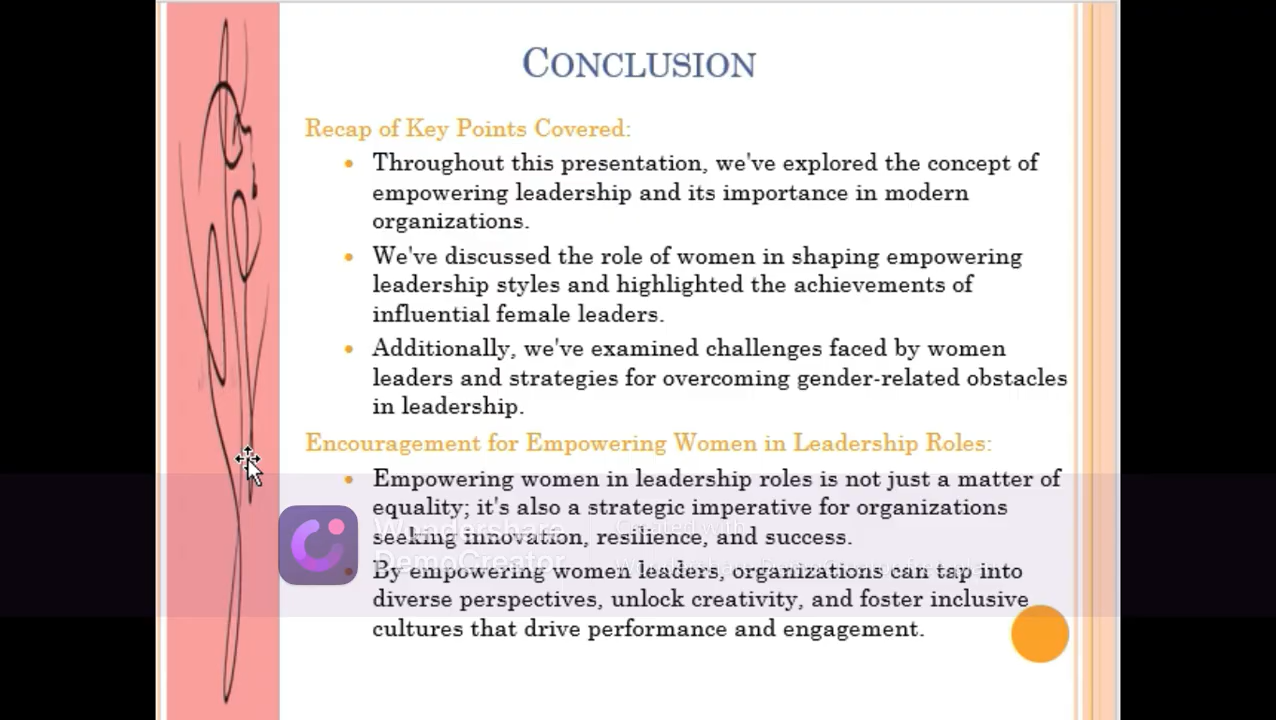 CONCLUSION
Recap of Key Points Covered:
• Throughout this presentation, we've explored the concept of
empowering leadership and its importance in modern
organizations.
• We've discussed the role of women in shaping empowering
leadership styles and highlighted the achievements of
influential female leaders.
• Additionally, we've examined challenges faced by women
leaders and strategies for overcoming gender-related obstacles
in leadership.
Encouragement for Empowering Women in Leadership Roles:
• Empowering women in leadership roles is not just a matter of
equality; it's also a strategic imperative for organizations
seeking innovation, resilience, and success.
• By empowering women leaders, organizations can tap into
diverse perspectives, unlock creativity, and foster inclusive
cultures that drive performance and engagement.
Wondershare
DemoCreator
Created with